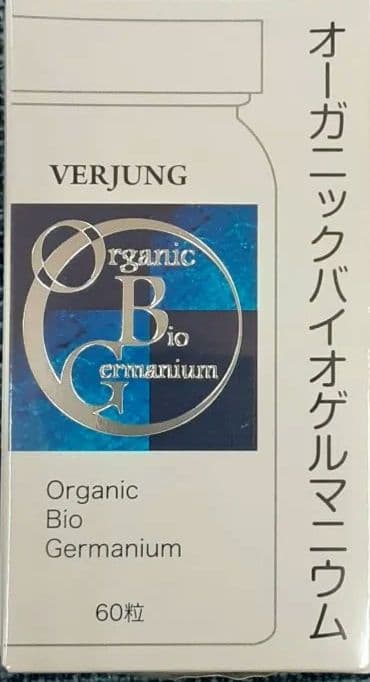 VERJUNG
Organic
Bio
Germanium
Organic
Bio
Germanium
60粒
オーガニックバイオゲルマニウム